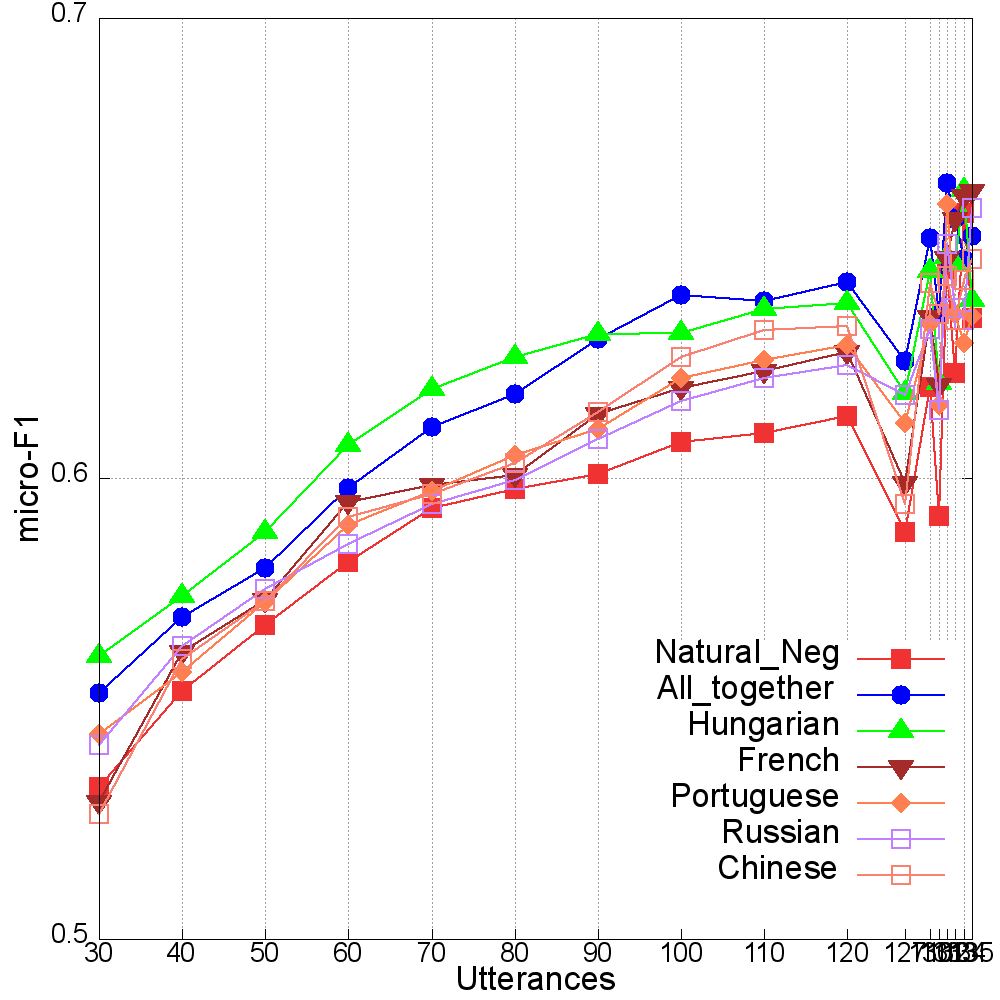 0.7
0.6
0.5
micro-F1
Natural_Neg
All_together
Hungarian
French
Portuguese
Russian
Chinese
30 40 50 60 70 80 90 100 110 120
Utterances